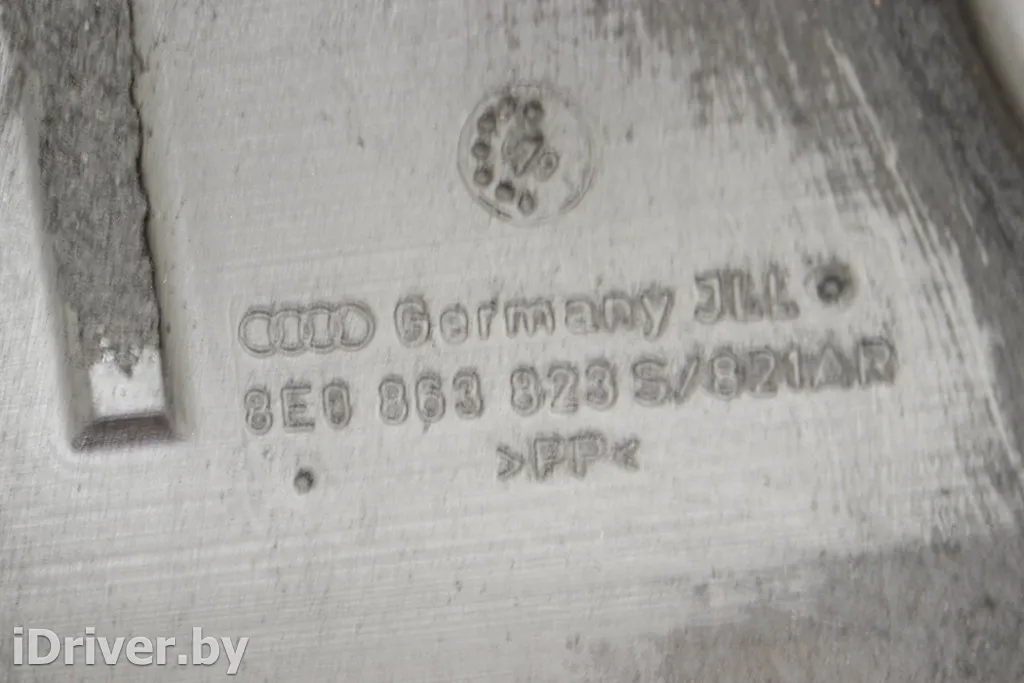 Germany JLL
8E0 863 823 S/821AR
>PP<
iDriver.by